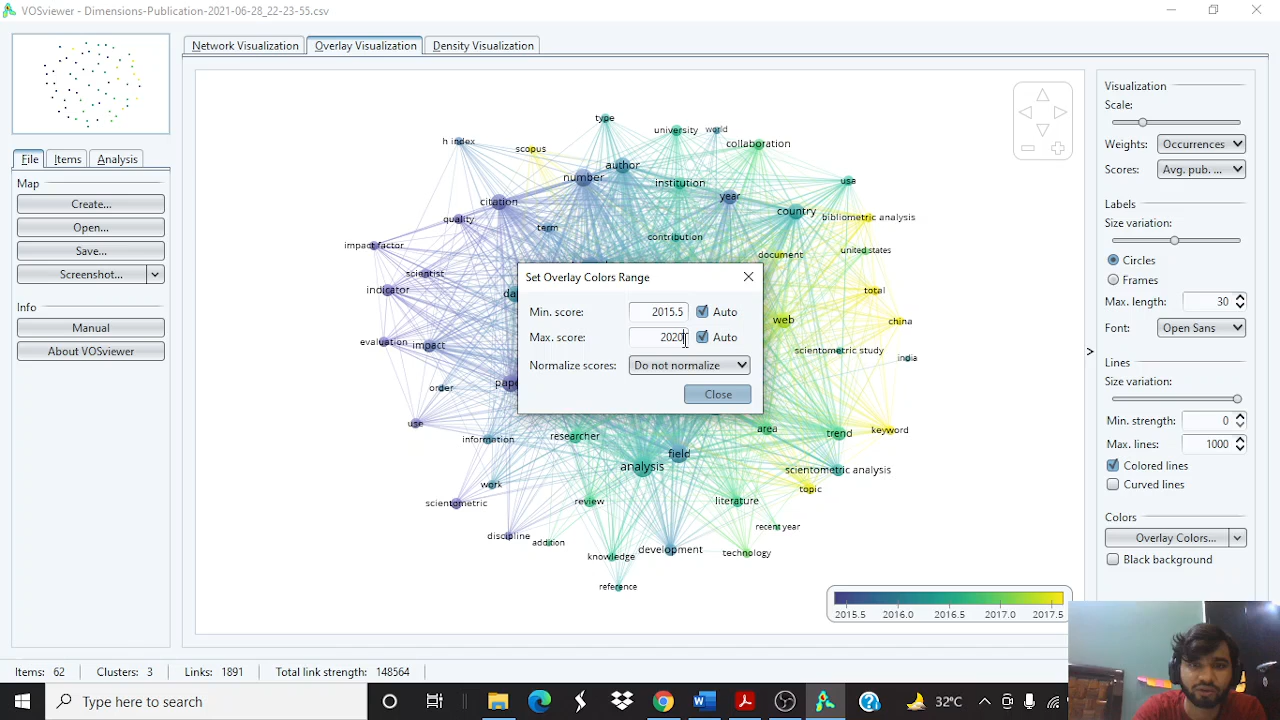 VOSviewer - Dimensions-Publication-2021-06-28_22-23-55.csv
Network Visualization
Overlay Visualization
Density Visualization
File
Items
Analysis
Map
Create...
Open...
Save...
Screenshot...
Info
Manual
About VOSviewer
type
university
world
h index
scopus
collaboration
author
number
institution
usa
citation
year
country
quality
bibliometric analysis
term
contribution
impact factor
document
united states
scientist
indicator
total
web
china
evaluation
impact
scientometric study
india
order
use
information
researcher
area
trend
keyword
field
analysis
scientometric analysis
work
topic
scientometric
review
literature
recent year
discipline
addition
knowledge
development
technology
reference
Set Overlay Colors Range
Min. score: 2015.5 Auto
Max. score: 2020 Auto
Normalize scores: Do not normalize
Close
2015.5 2016.0 2016.5 2017.0 2017.5
Visualization
Scale:
Weights: Occurrences
Scores: Avg. pub. ...
Labels
Size variation:
Circles
Frames
Max. length: 30
Font: Open Sans
Lines
Size variation:
Min. strength: 0
Max. lines: 1000
Colored lines
Curved lines
Colors
Overlay Colors...
Black background
Items: 62 Clusters: 3 Links: 1891 Total link strength: 148564
Type here to search
32°C